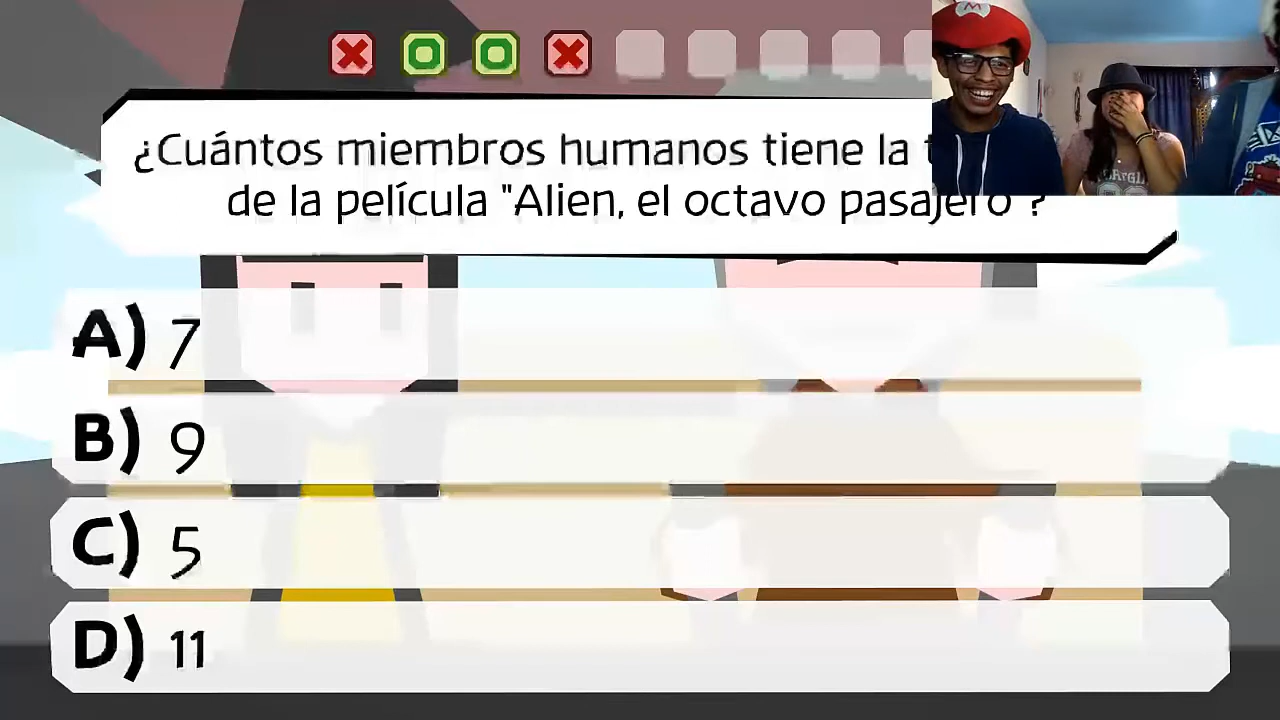 ¿Cuántos miembros humanos tiene la
de la película "Alien, el octavo pasajero"?
A) 7
B) 9
C) 5
D) 11
M